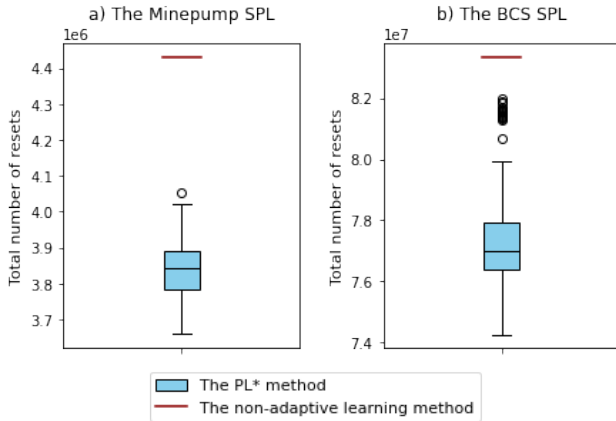 a) The Minepump SPL
b) The BCS SPL
1e6
1e7
Total number of resets
4.4
4.3
4.2
4.1
4.0
3.9
3.8
3.7
Total number of resets
8.2
8.0
7.8
7.6
7.4
The PL* method
The non-adaptive learning method